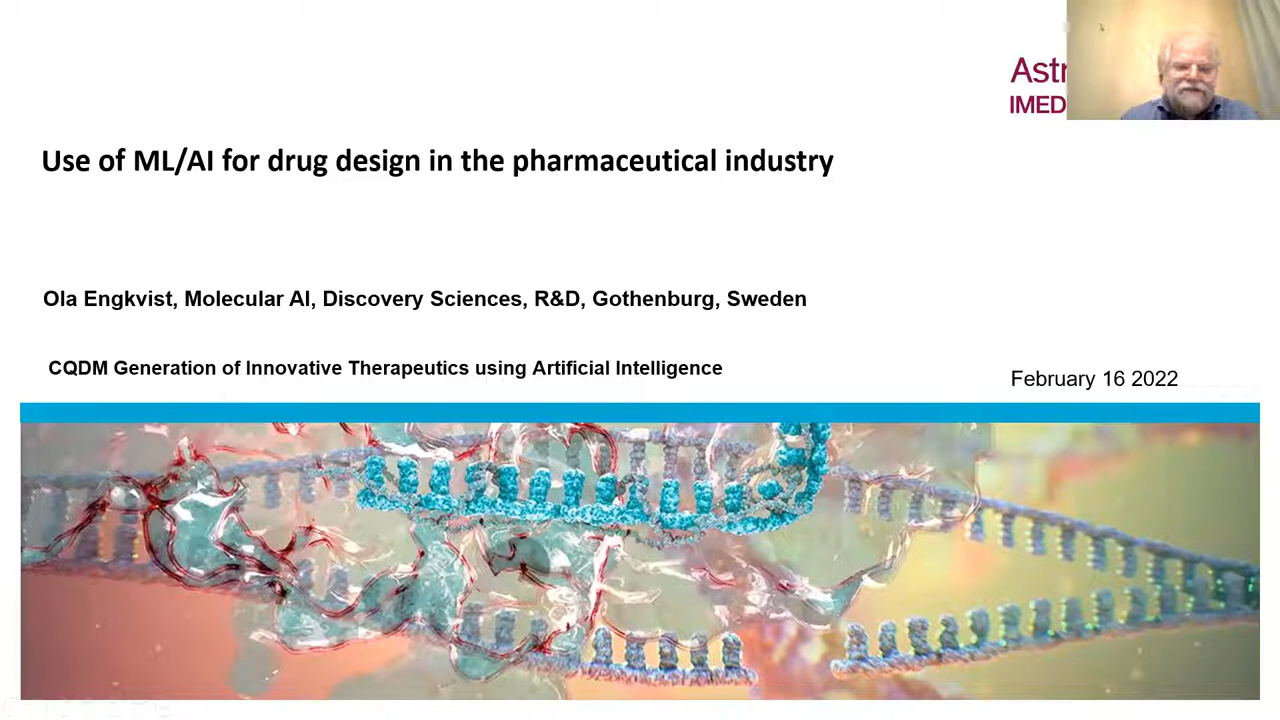 Astr
IMED
Use of ML/AI for drug design in the pharmaceutical industry
Ola Engkvist, Molecular AI, Discovery Sciences, R&D, Gothenburg, Sweden
CQDM Generation of Innovative Therapeutics using Artificial Intelligence
February 16 2022